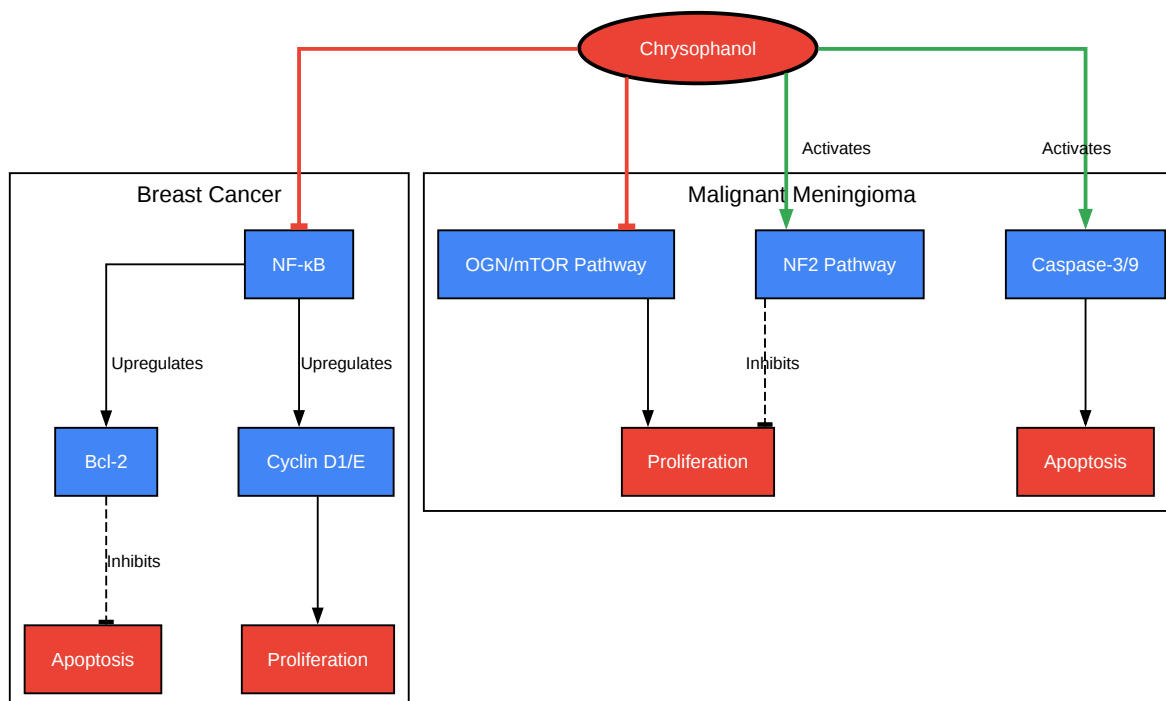 Chrysophanol
Activates
Activates
Breast Cancer
Malignant Meningioma
NF-κB
OGN/mTOR Pathway
NF2 Pathway
Caspase-3/9
Upregulates
Upregulates
Inhibits
Bcl-2
Cyclin D1/E
Proliferation
Apoptosis
Inhibits
Apoptosis
Proliferation